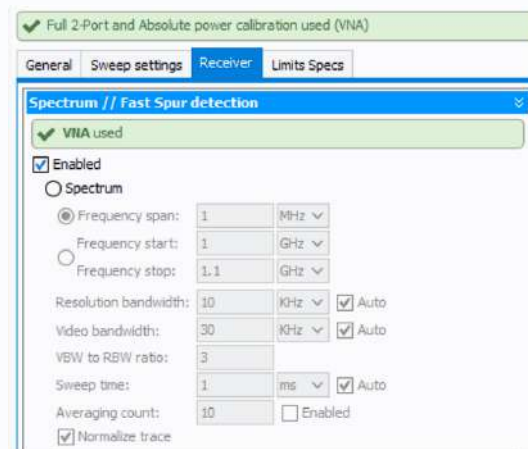 Full 2-Port and Absolute power calibration used (VNA)
General Sweep settings Receiver Limits Specs
Spectrum // Fast Spur detection
VNA used
Enabled
Spectrum
Frequency span: 1 MHz
Frequency start: 1 GHz
Frequency stop: 1.1 GHz
Resolution bandwidth: 10 KHz Auto
Video bandwidth: 30 KHz Auto
VBW to RBW ratio: 3
Sweep time: 1 ms Auto
Averaging count: 10 Enabled
Normalize trace